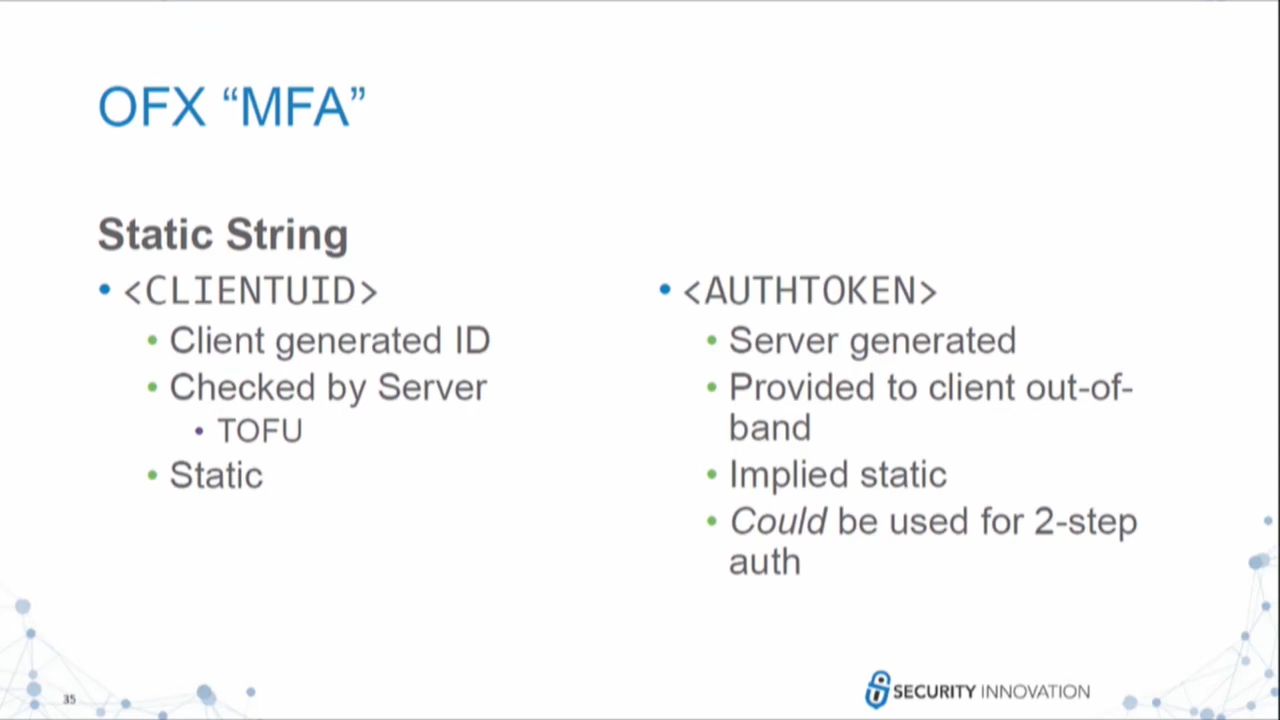 OFX “MFA”
Static String
• <CLIENTUID>
• Client generated ID
• Checked by Server
• TOFU
• Static
• <AUTHTOKEN>
• Server generated
• Provided to client out-of-
band
• Implied static
• Could be used for 2-step
auth
35
SECURITY INNOVATION